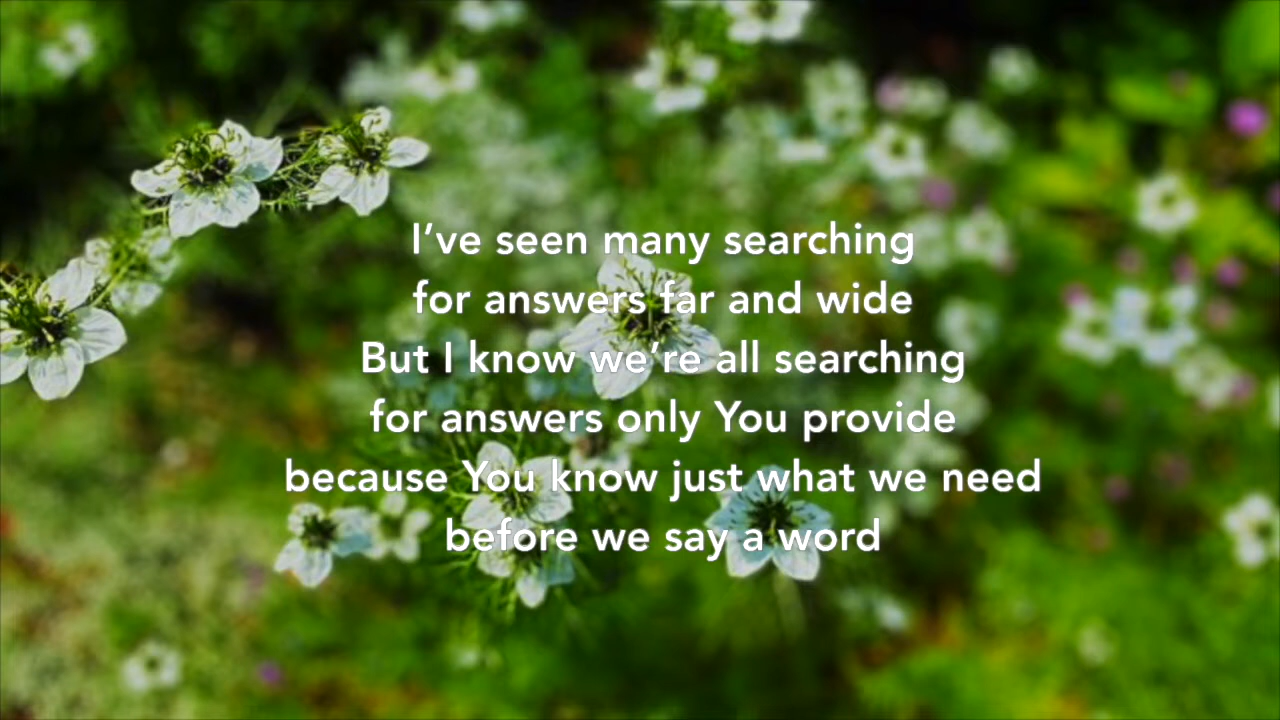 I’ve seen many searching
for answers far and wide
But I know we’re all searching
for answers only You provide
because You know just what we need
before we say a word